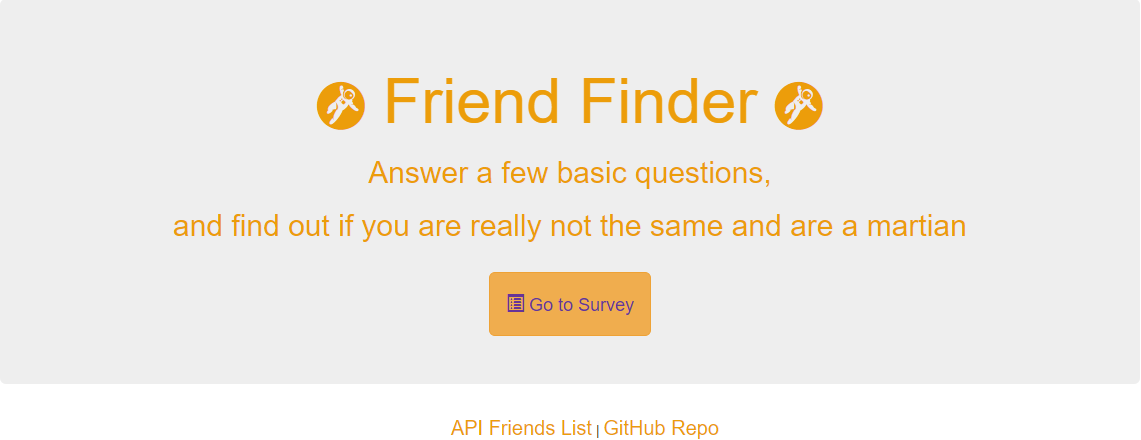 Friend Finder
Answer a few basic questions,
and find out if you are really not the same and are a martian
Go to Survey
API Friends List | GitHub Repo